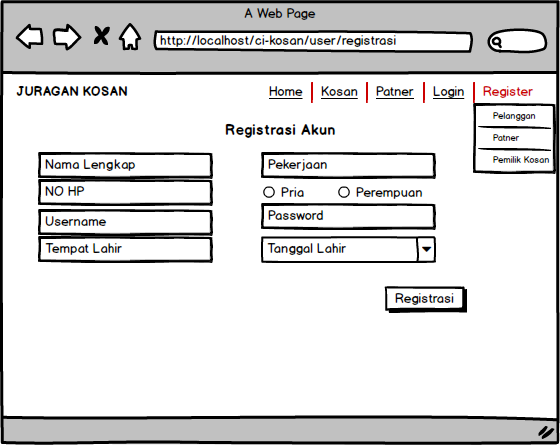 A Web Page
http://localhost/ci-kosan/user/registrasi
JURAGAN KOSAN
Home Kosan Patner Login Register
Pelanggan
Patner
Pemilik Kosan
Registrasi Akun
Nama Lengkap Pekerjaan
NO HP Pria Perempuan
Username Password
Tempat Lahir Tanggal Lahir
Registrasi